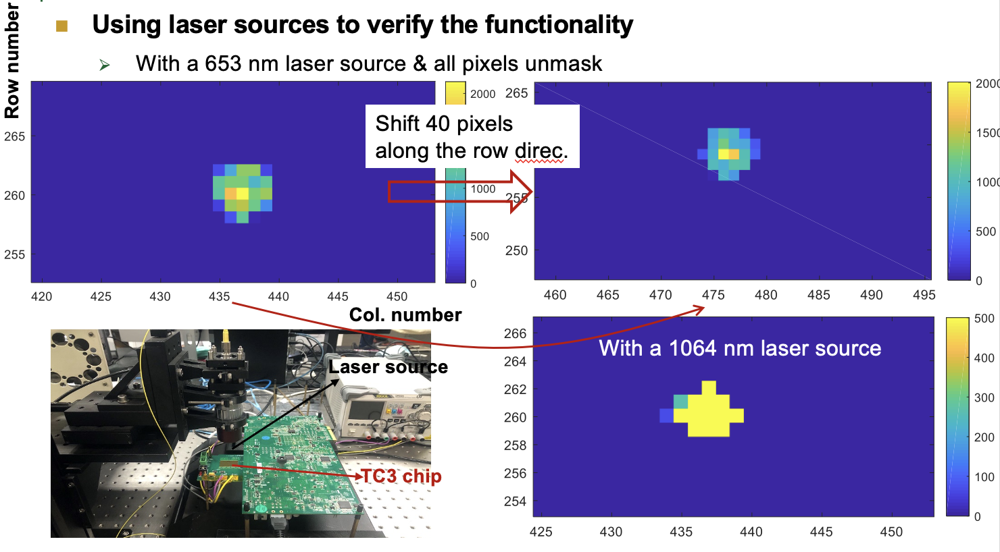 Row number
Using laser sources to verify the functionality
With a 653 nm laser source & all pixels unmask
265
260
255
420 425 430 435 440 445 450
2000
1000
500
0
Shift 40 pixels
along the row direc.
265
255
250
460 465 470 475 480 485 490 495
2000
1500
1000
500
0
Col. number
Laser source
TC3 chip
With a 1064 nm laser source
266
264
262
260
258
256
254
425 430 435 440 445 450
500
400
300
200
100
0